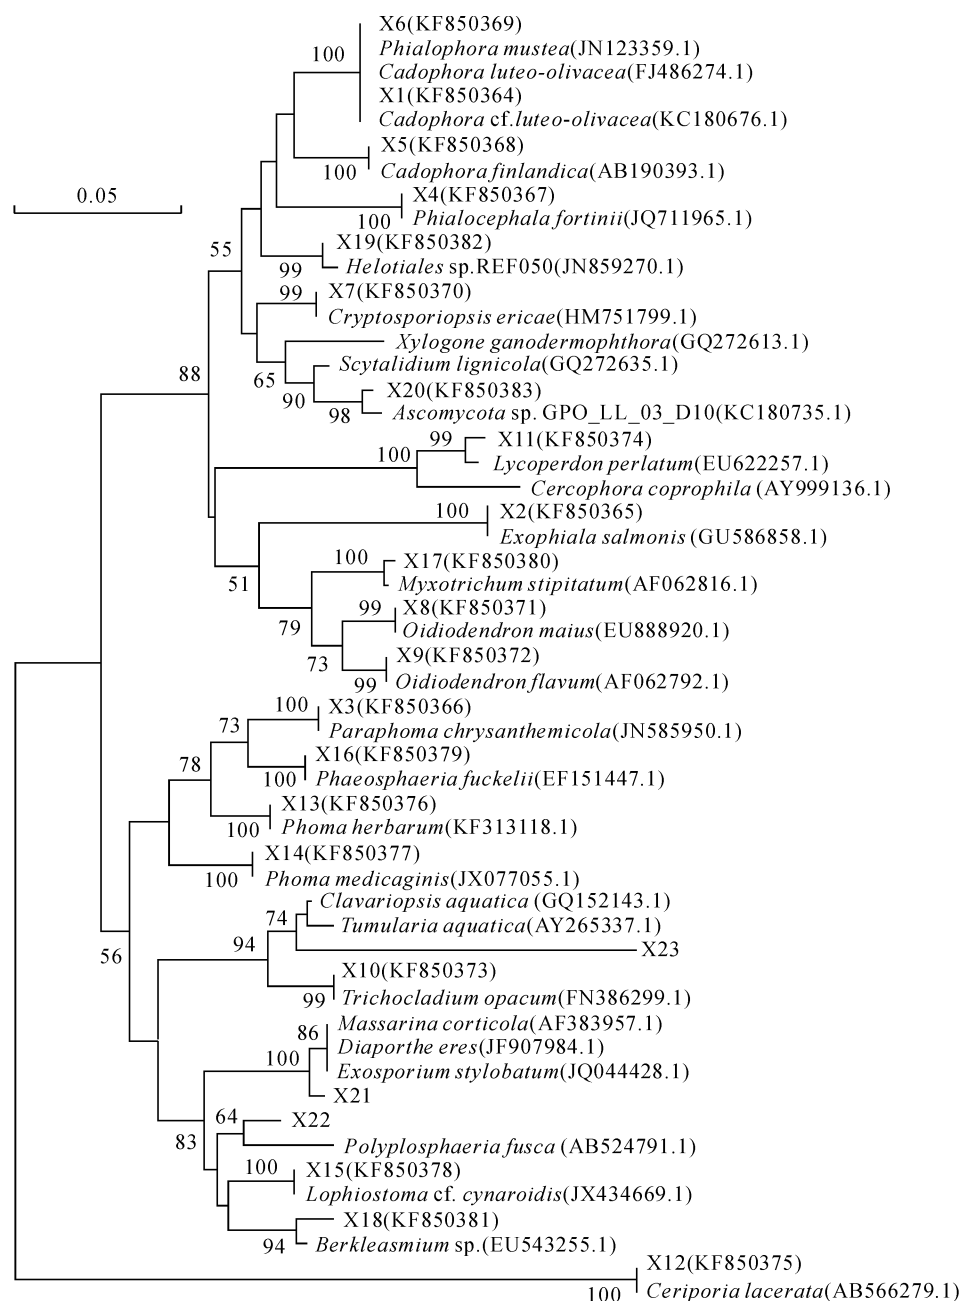 X6(KF850369)
100
Phialophora mustea(JN123359.1)
Cadophora luteo-olivacea(FJ486274.1)
X1(KF850364)
Cadophora cf.luteo-olivacea(KC180676.1)
X5(KF850368)
100
Cadophora finlandica(AB190393.1)
0.05
X4(KF850367)
100
Phialocephala fortinii(JQ711965.1)
X19(KF850382)
55
99
Helotiales sp.REF050(JN859270.1)
99
X7(KF850370)
Cryptosporiopsis ericae(HM751799.1)
Xylogone ganodermophthora(GQ272613.1)
Scytalidium lignicola(GQ272635.1)
88
65
X20(KF850383)
90
98
Ascomycota sp. GPO_LL_03_D10(KC180735.1)
99
X11(KF850374)
100
Lycoperdon perlatum(EU622257.1)
Cercophora coprophila (AY999136.1)
100
X2(KF850365)
Exophiala salmonis (GU586858.1)
100
X17(KF850380)
51
Myxotrichum stipitatum(AF062816.1)
99
X8(KF850371)
79
Oidiodendron maius(EU888920.1)
73
X9(KF850372)
99
Oidiodendron flavum(AF062792.1)
100
X3(KF850366)
73
Paraphoma chrysanthemicola(JN585950.1)
78
X16(KF850379)
100
Phaeosphaeria fuckelii(EF151447.1)
X13(KF850376)
100
Phoma herbarum(KF313118.1)
X14(KF850377)
100
Phoma medicaginis(JX077055.1)
Clavariopsis aquatica (GQ152143.1)
74
Tumularia aquatica(AY265337.1)
94
X23
56
X10(KF850373)
99
Trichocladium opacum(FN386299.1)
Massarina corticola(AF383957.1)
86
Diaporthe eres(JF907984.1)
100
Exosporium stylobatum(JQ044428.1)
X21
64
X22
83
Polyplosphaeria fusca (AB524791.1)
100
X15(KF850378)
Lophiostoma cf. cynaroidis(JX434669.1)
X18(KF850381)
94
Berkleasmium sp.(EU543255.1)
X12(KF850375)
100
Ceriporia lacerata(AB566279.1)